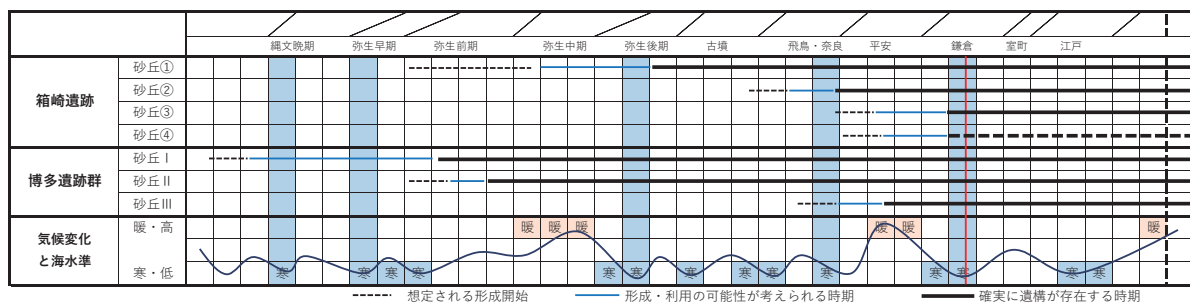 縄文晩期 弥生早期 弥生前期 弥生中期 弥生後期 古墳 飛鳥・奈良 平安 鎌倉 室町 江戸
箱崎遺跡
砂丘①
砂丘②
砂丘③
砂丘④
博多遺跡群
砂丘Ⅰ
砂丘Ⅱ
砂丘Ⅲ
気候変化
と海水準
暖・高 暖 暖 暖 暖 暖 暖
寒・低 寒 寒 寒 寒 寒 寒 寒 寒 寒 寒 寒 寒 寒 寒
想定される形成開始 形成・利用の可能性が考えられる時期 確実に遺構が存在する時期